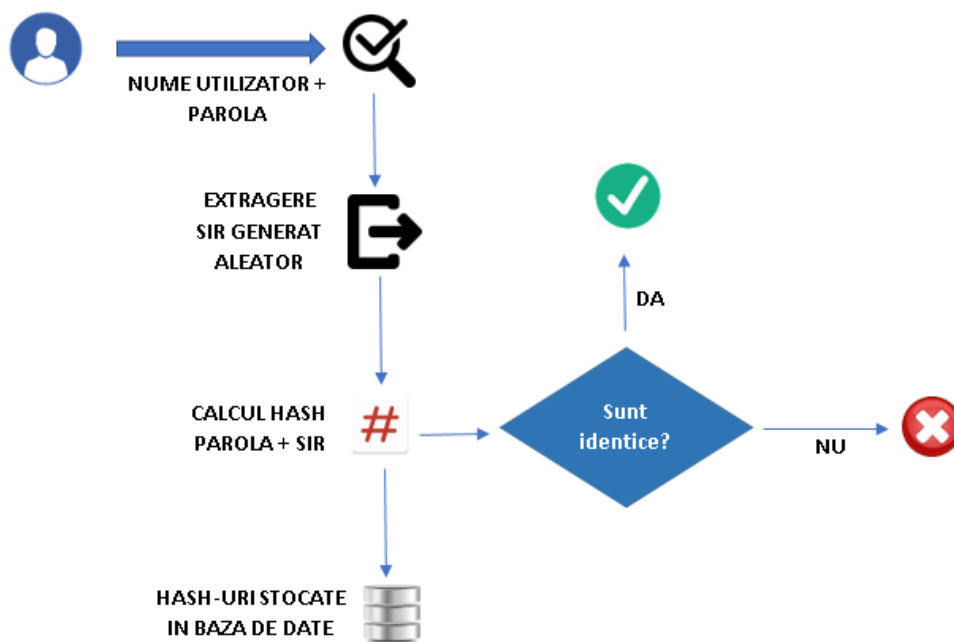 NUME UTILIZATOR +
PAROLA
EXTRAGERE
SIR GENERAT
ALEATOR
DA
CALCUL HASH
PAROLA + SIR
#
Sunt
identice?
NU
HASH-URI STOCATE
IN BAZA DE DATE